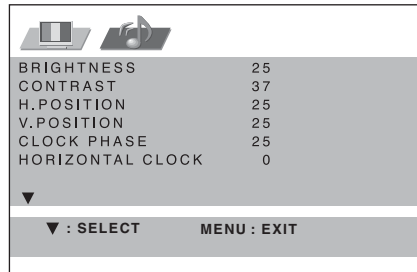 BRIGHTNESS 25
CONTRAST 37
H.POSITION 25
V.POSITION 25
CLOCK PHASE 25
HORIZONTAL CLOCK 0
▼
▼ : SELECT MENU : EXIT